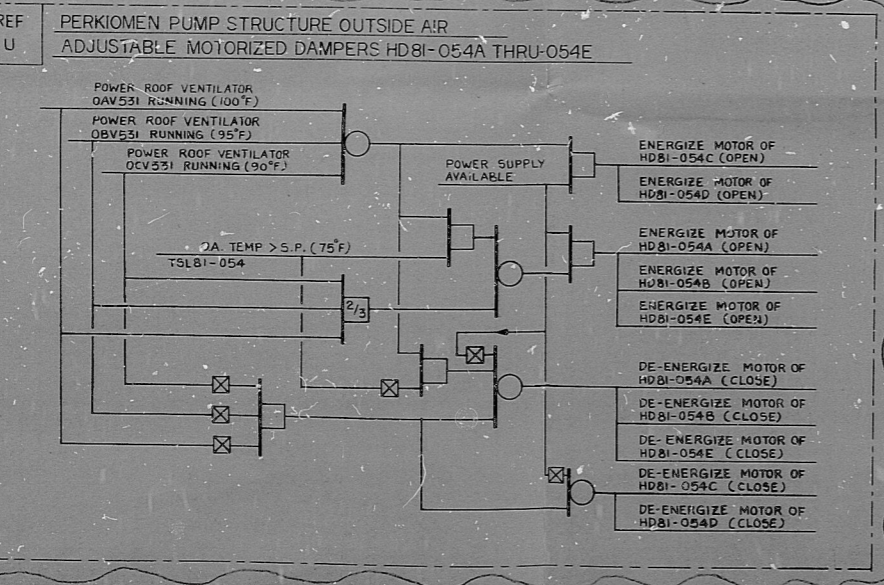 REF
U
PERKIOMEN PUMP STRUCTURE OUTSIDE AIR
ADJUSTABLE MOTORIZED DAMPERS HD81-054A THRU-054E
POWER ROOF VENTILATOR
OAV531 RUNNING (100°F)
POWER ROOF VENTILATOR
OBV531 RUNNING (95°F)
POWER ROOF VENTILATOR
OCV531 RUNNING (90°F)
POWER SUPPLY
AVAILABLE
O.A. TEMP > S.P. (75°F)
TSL81-054
2/3
ENERGIZE MOTOR OF
HD81-054C (OPEN)
ENERGIZE MOTOR OF
HD81-054D (OPEN)
ENERGIZE MOTOR OF
HD81-054A (OPEN)
ENERGIZE MOTOR OF
HD81-054B (OPEN)
ENERGIZE MOTOR OF
HD81-054E (OPEN)
DE-ENERGIZE MOTOR OF
HD81-054A (CLOSE)
DE-ENERGIZE MOTOR OF
HD81-054B (CLOSE)
DE-ENERGIZE MOTOR OF
HD81-054E (CLOSE)
DE-ENERGIZE MOTOR OF
HD81-054C (CLOSE)
DE-ENERGIZE MOTOR OF
HD81-054D (CLOSE)